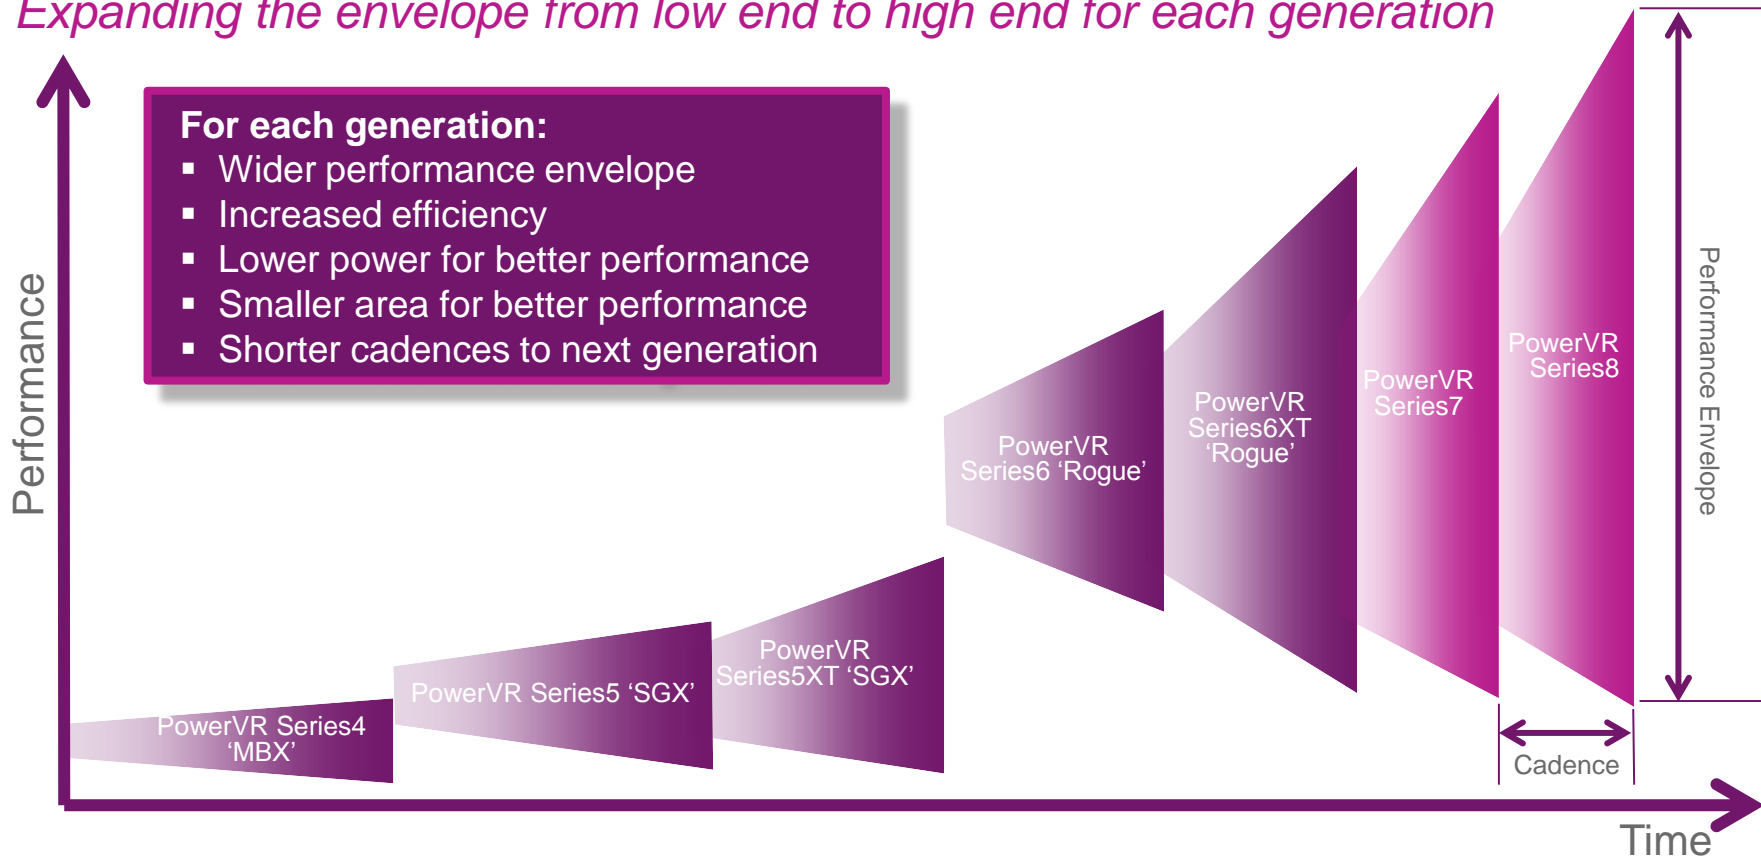 Expanding the envelope from low end to high end for each generation
For each generation:
▪ Wider performance envelope
▪ Increased efficiency
▪ Lower power for better performance
▪ Smaller area for better performance
▪ Shorter cadences to next generation
Performance
PowerVR Series4
‘MBX’
PowerVR Series5 ‘SGX’
PowerVR
Series5XT ‘SGX’
PowerVR
Series6 ‘Rogue’
PowerVR
Series6XT
‘Rogue’
PowerVR
Series7
PowerVR
Series8
Performance Envelope
Cadence
Time